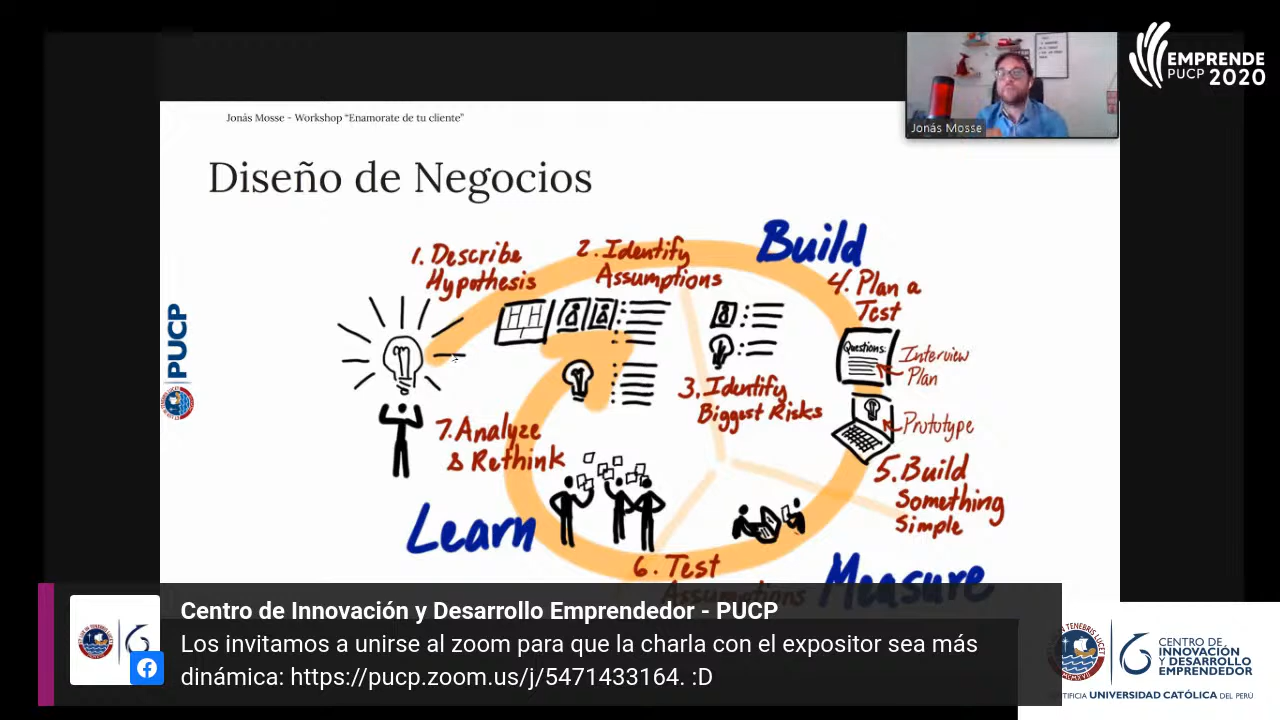 EMPRENDE
PUCP 2020
Jonás Mosse
Jonás Mosse - Workshop “Enamorate de tu cliente”
Diseño de Negocios
PUCP
1. Describe
Hypothesis
2. Identify
Assumptions
Build
3. Identify
Biggest Risks
4. Plan a
Test
Questions:
Interview
Plan
Prototype
5. Build
Something
Simple
Measure
6. Test
Assumptions
Learn
7. Analyze
& Rethink
Centro de Innovación y Desarrollo Emprendedor - PUCP
Los invitamos a unirse al zoom para que la charla con el expositor sea más
dinámica: https://pucp.zoom.us/j/5471433164. :D
CENTRO DE
INNOVACIÓN
Y DESARROLLO
EMPRENDEDOR
UNIVERSIDAD CATÓLICA DEL PERÚ